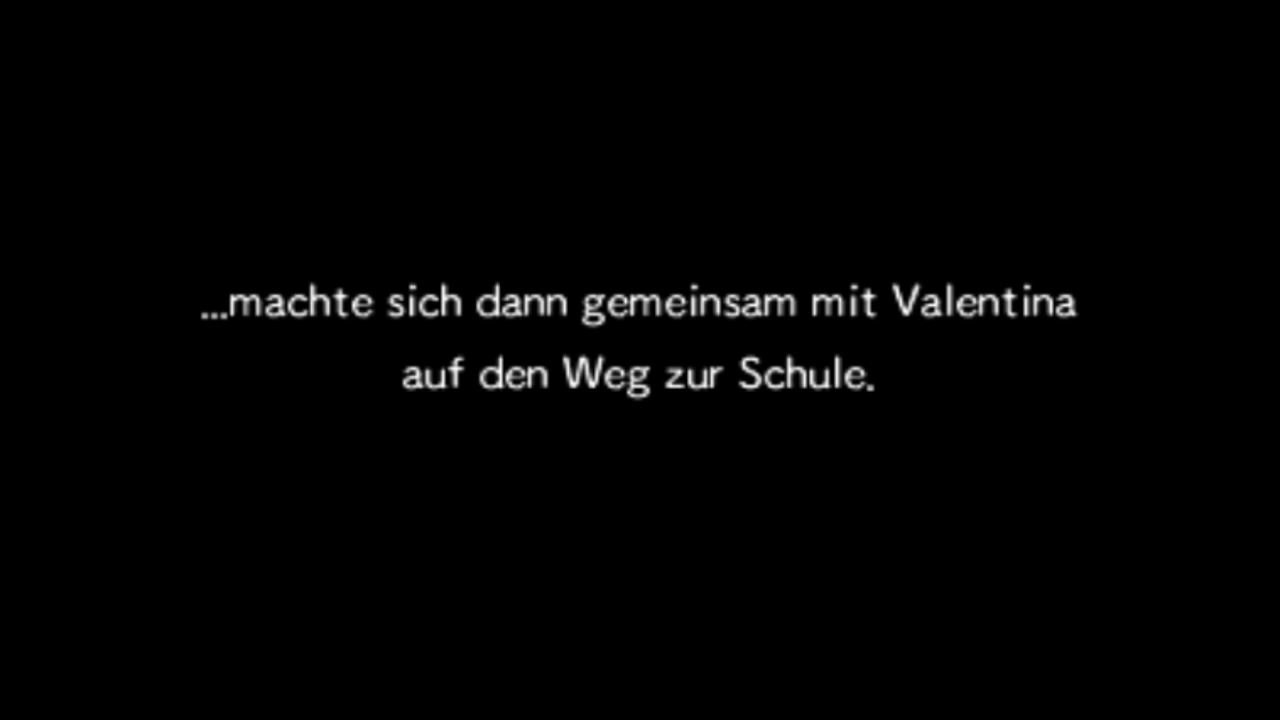 ...machte sich dann gemeinsam mit Valentina
auf den Weg zur Schule.